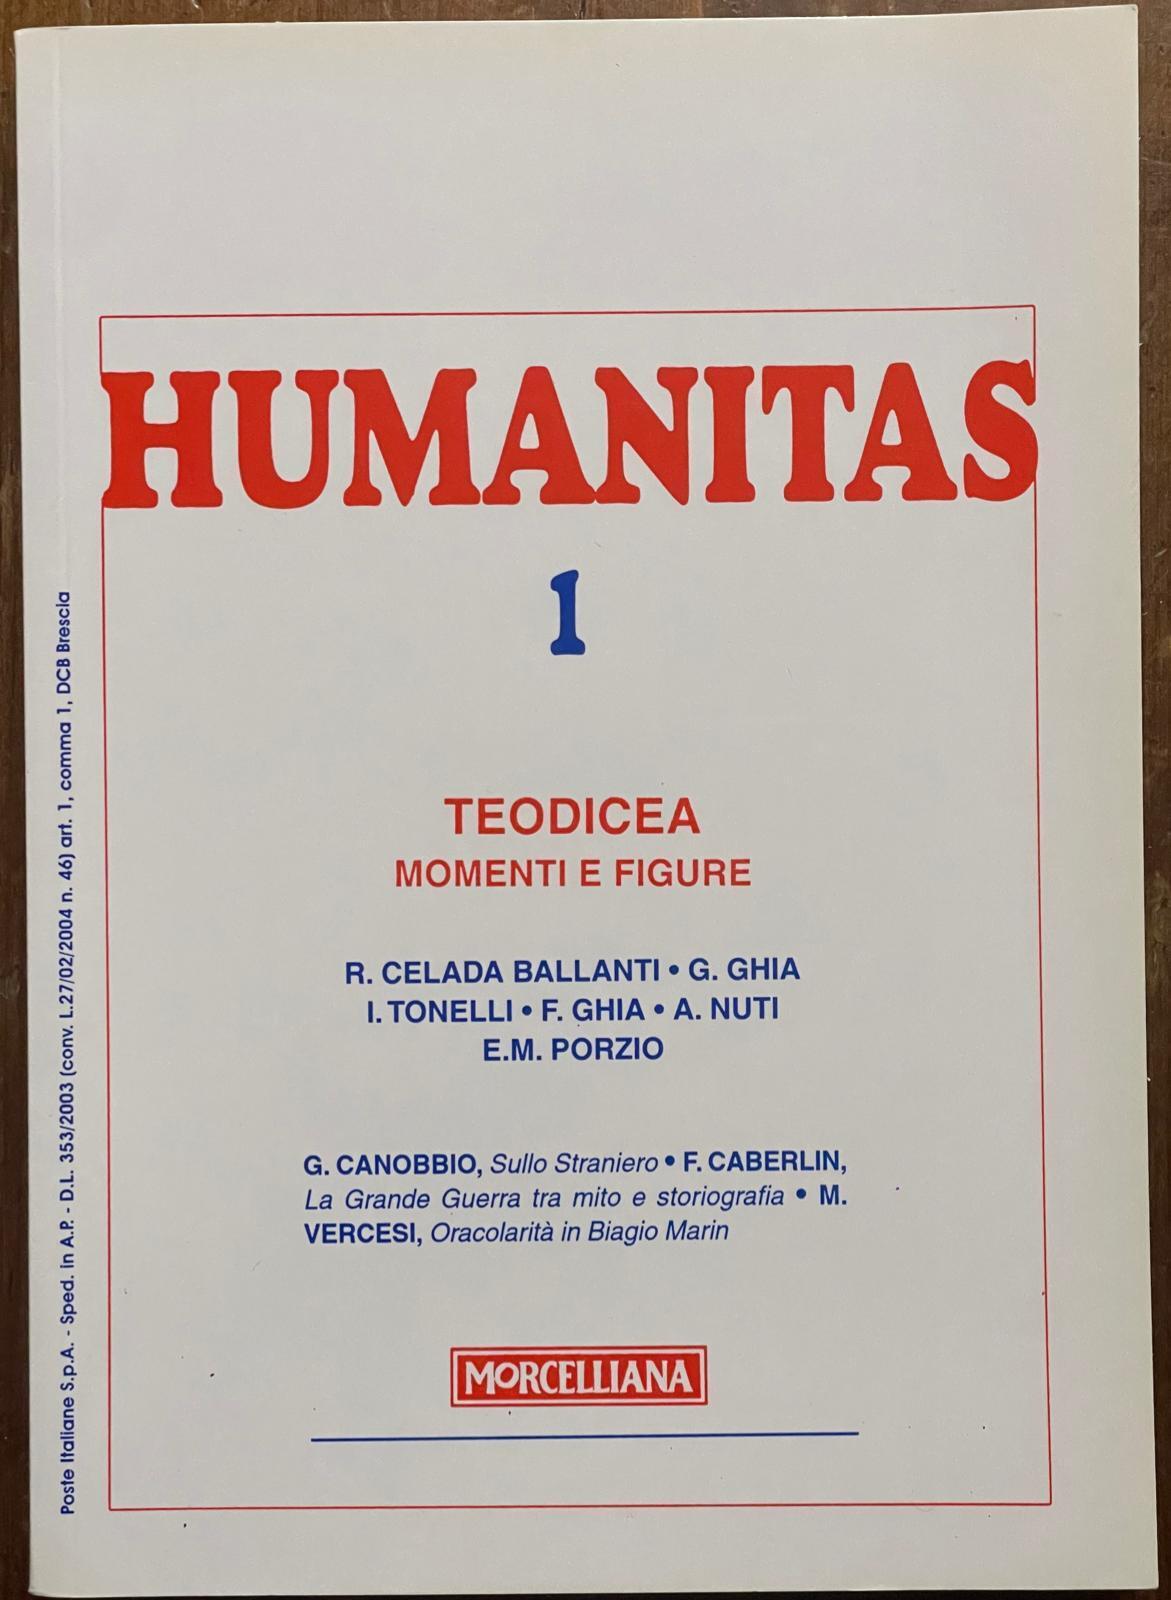 HUMANITAS
1
TEODICEA
MOMENTI E FIGURE
R. CELADA BALLANTI • G. GHIA
I. TONELLI • F. GHIA • A. NUTI
E.M. PORZIO
G. CANOBBIO, Sullo Straniero • F. CABERLIN,
La Grande Guerra tra mito e storiografia • M.
VERCESI, Oracolarità in Biagio Marin
MORCELLIANA
Poste Italiane S.p.A. - Sped. in A.P. - D.L. 353/2003 (conv. L.27/02/2004 n. 46) art. 1, comma 1, DCB Brescia